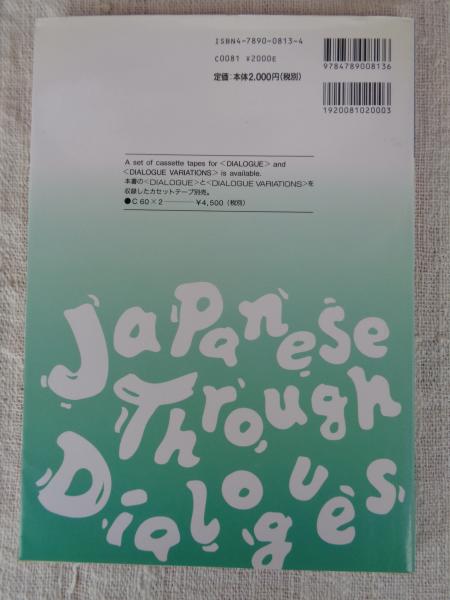 ISBN4-7890-0813-4
C0081 ¥2000E
定価:本体2,000円(税別)
9784789008136
1920081020003
A set of cassette tapes for <DIALOGUE> and
<DIALOGUE VARIATIONS> is available.
本書の<DIALOGUE>と<DIALOGUE VARIATIONS>を
収録したカセットテープ別売。
●C 60×2————¥4,500(税別)
Japanese
Through
Dialogues